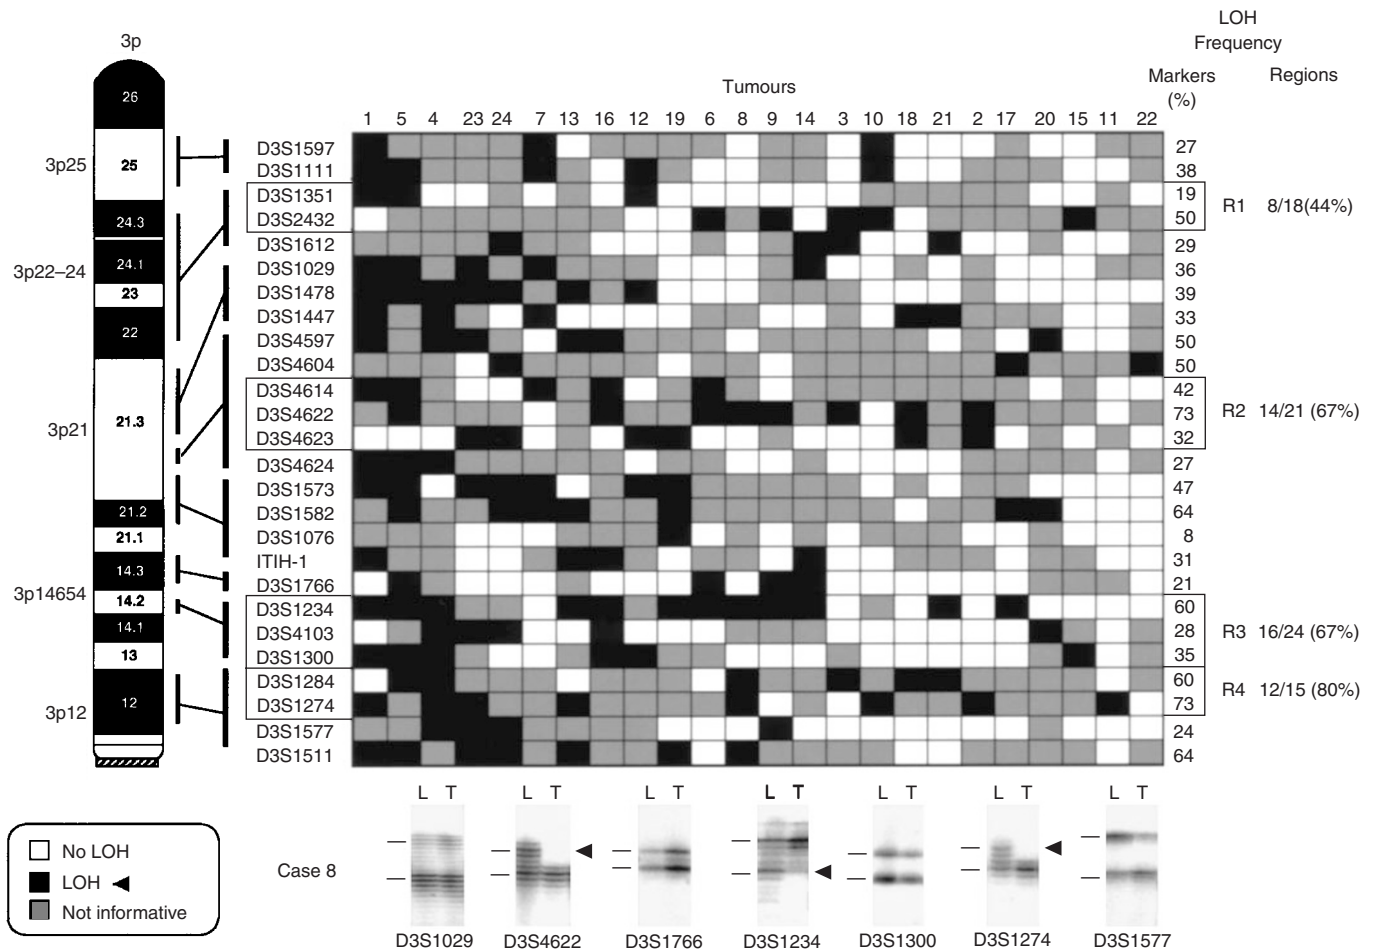 LOH
Frequency
3p
Tumours
Markers Regions
(%)
1 5 4 23 24 7 13 16 12 19 6 8 9 14 3 10 18 21 2 17 20 15 11 22
26
25
24.3
24.1
23
22
21.3
21.2
21.1
14.3
14.2
14.1
13
12
3p25
3p22–24
3p21
3p14654
3p12
D3S1597 27
D3S1111 38
D3S1351 19
D3S2432 50
R1 8/18(44%)
D3S1612 29
D3S1029 36
D3S1478 39
D3S1447 33
D3S4597 50
D3S4604 50
D3S4614 42
D3S4622 73
R2 14/21 (67%)
D3S4623 32
D3S4624 27
D3S1573 47
D3S1582 64
D3S1076 8
ITIH-1 31
D3S1766 21
D3S1234 60
D3S4103 28
R3 16/24 (67%)
D3S1300 35
D3S1284 60
R4 12/15 (80%)
D3S1274 73
D3S1577 24
D3S1511 64
L T L T L T L T L T L T L T
No LOH
LOH
Not informative
Case 8
D3S1029 D3S4622 D3S1766 D3S1234 D3S1300 D3S1274 D3S1577